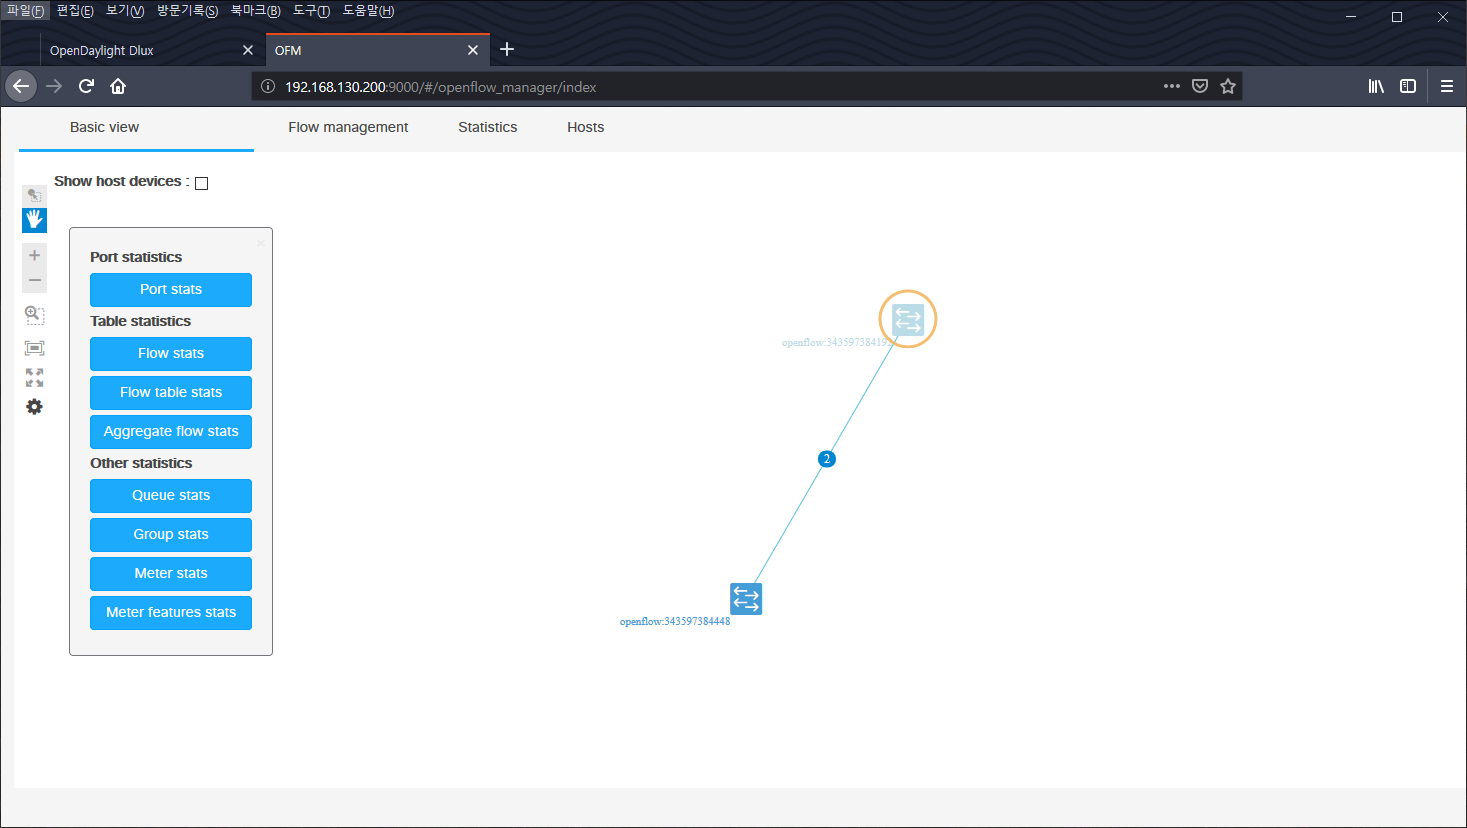 파일(F) 편집(E) 보기(V) 방문기록(S) 북마크(B) 도구(T) 도움말(H)
OpenDaylight Dlux
OFM
192.168.130.200:9000/#/openflow_manager/index
Basic view
Flow management
Statistics
Hosts
Show host devices :
Port statistics
Port stats
Table statistics
Flow stats
Flow table stats
Aggregate flow stats
Other statistics
Queue stats
Group stats
Meter stats
Meter features stats
openflow:343597384192
2
openflow:343597384448